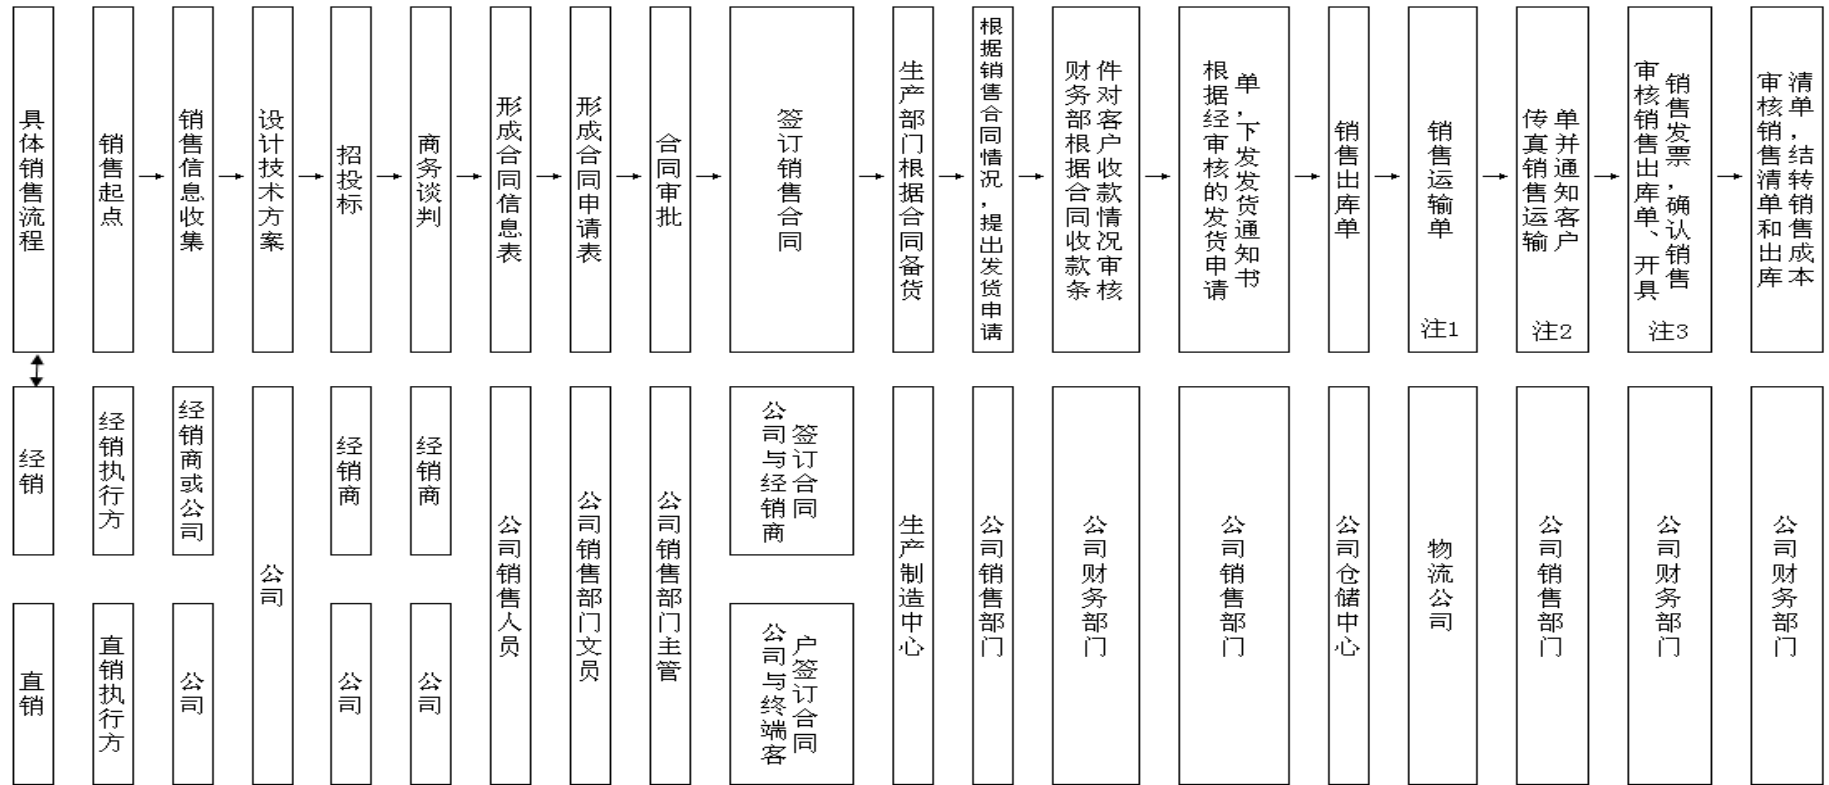 具体销售流程
销售起点
销售信息收集
设计技术方案
招投标
商务谈判
形成合同信息表
形成合同申请表
合同审批
签订销售合同
生产部门根据合同备货
根据销售合同情况，提出发货申请
财务部根据合同收款条
件对客户收款情况审核
根据经审核的发货申请
单，下发发货通知书
销售出库单
销售运输单
注1
传真销售运输
单并通知客户
注2
审核销售出库单、开具
销售发票，确认销售
注3
审核销售清单和出库
清单，结转销售成本
经销
经销执行方
经销商或公司
公司
经销商
经销商
公司销售人员
公司销售部门文员
公司销售部门主管
公司与经销商
签订合同
生产制造中心
公司销售部门
公司财务部门
公司销售部门
公司仓储中心
物流公司
公司销售部门
公司财务部门
公司财务部门
直销
直销执行方
公司
公司
公司
公司与终端客
户签订合同